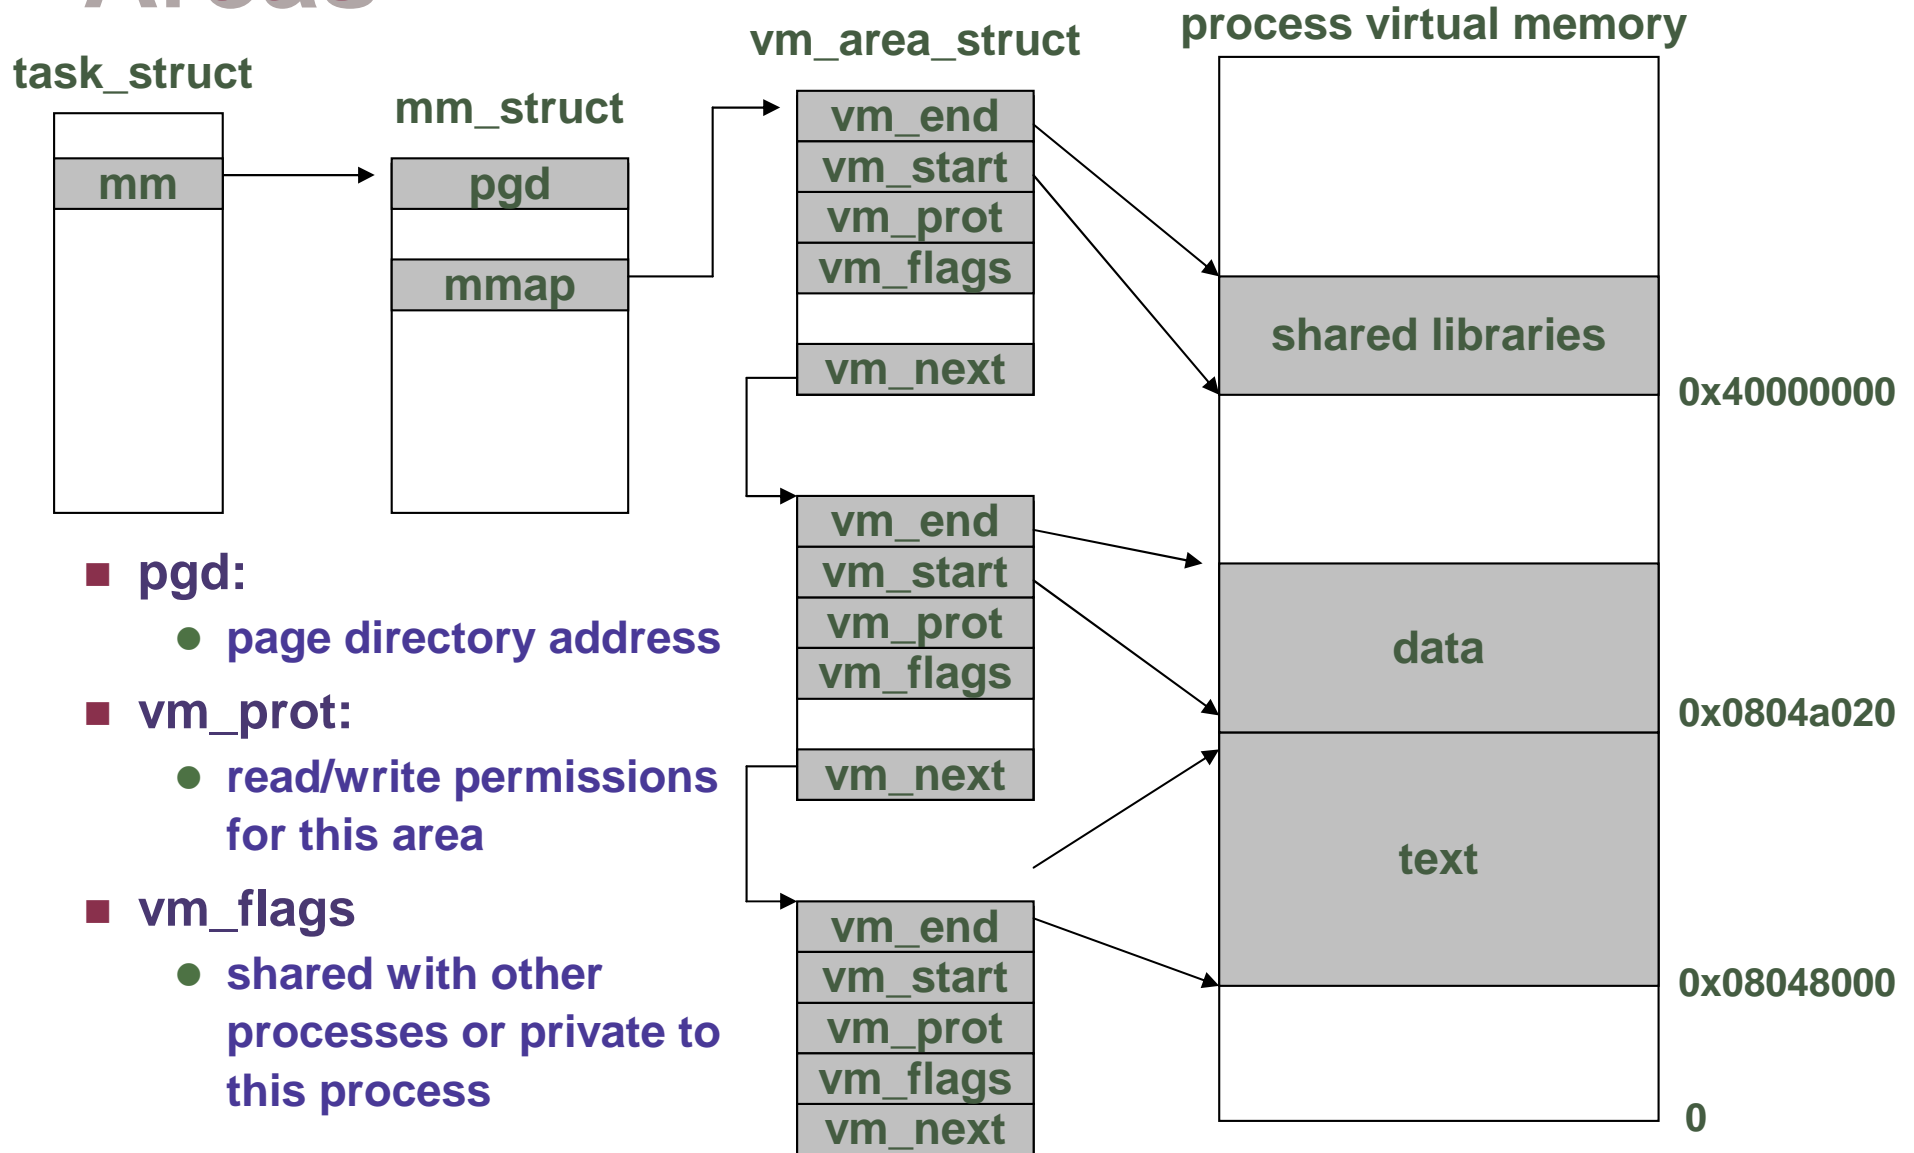 Areas
task_struct
mm
mm_struct
pgd
mmap
vm_area_struct
vm_end
vm_start
vm_prot
vm_flags
vm_next
vm_end
vm_start
vm_prot
vm_flags
vm_next
vm_end
vm_start
vm_prot
vm_flags
vm_next
process virtual memory
shared libraries
0x40000000
data
0x0804a020
text
0x08048000
0
pgd:
page directory address
vm_prot:
read/write permissions
for this area
vm_flags
shared with other
processes or private to
this process